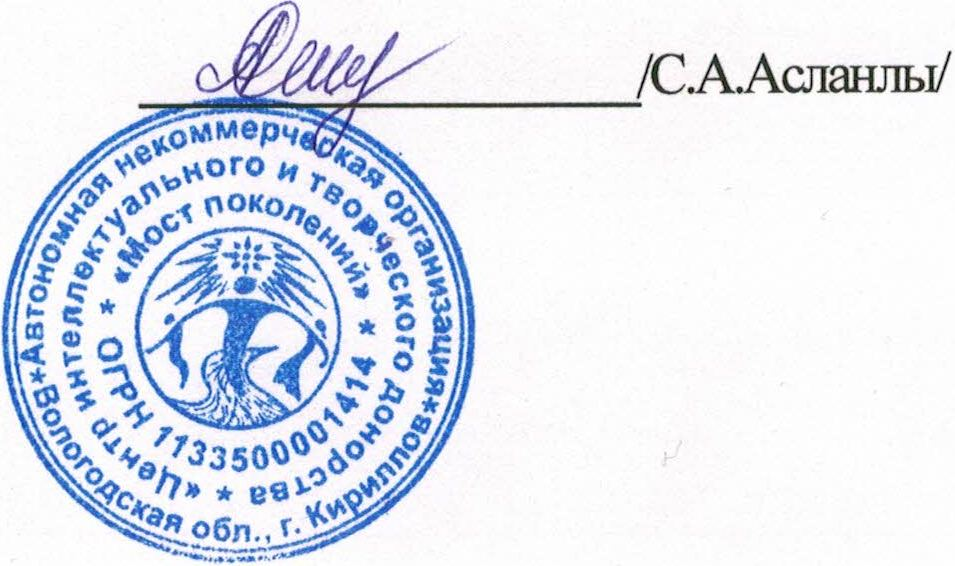 /С.А.Асланлы/
*Автономная некоммерческая организация*
Вологодская обл., г. Кириллов
«Центр интеллектуального и творческого донорства *
«Мост поколений» *
* ОГРН 1133500001414